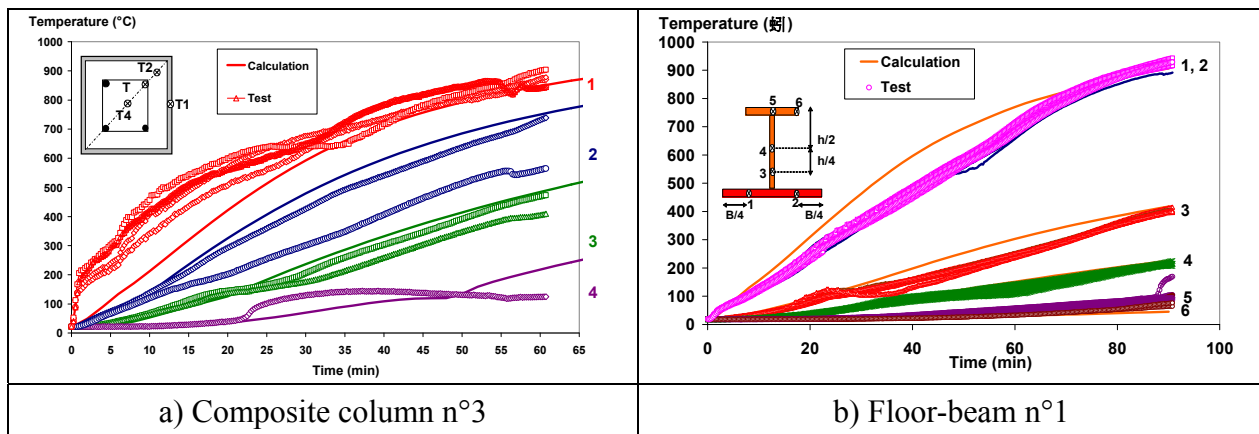 Temperature (°C)
1000
900
800
700
600
500
400
300
200
100
0
T2
T
T1
T4
Calculation
Test
1
2
3
4
0 5 10 15 20 25 30 35 40 45 50 55 60 65
Time (min)
a) Composite column n°3
Temperature (蚓)
1000
900
800
700
600
500
400
300
200
100
0
Calculation
Test
5 6
4
3
h/2
h/4
1 2
B/4 B/4
1, 2
3
4
5
6
0 20 40 60 80 100
Time (min)
b) Floor-beam n°1